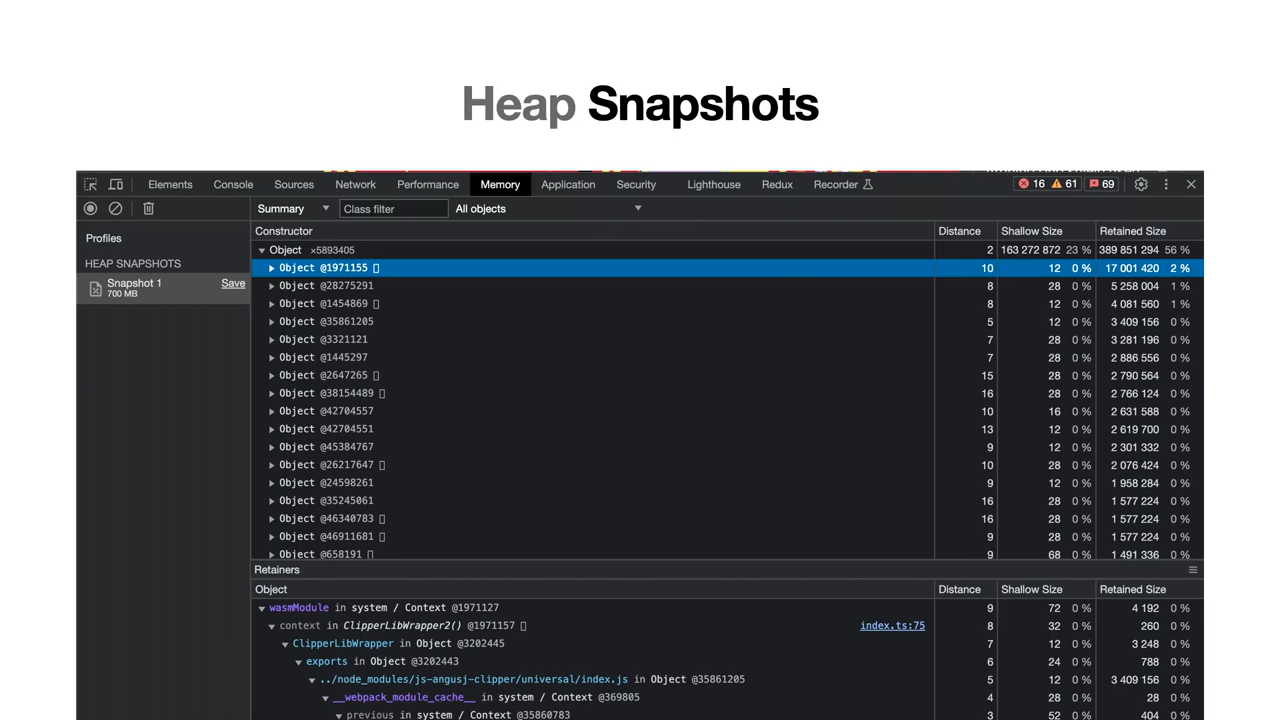 Heap Snapshots
Elements Console Sources Network Performance Memory Application Security Lighthouse Redux Recorder 16 61 69
Summary Class filter All objects
Profiles
HEAP SNAPSHOTS
Snapshot 1 Save
700 MB
Constructor Distance Shallow Size Retained Size
Object ×5893405 2 163 272 872 23 % 389 851 294 56 %
Object @1971155 10 12 0 % 17 001 420 2 %
Object @28275291 8 28 0 % 5 258 004 1 %
Object @1454869 8 12 0 % 4 081 560 1 %
Object @35861205 5 12 0 % 3 409 156 0 %
Object @3321121 7 28 0 % 3 281 196 0 %
Object @1445297 7 28 0 % 2 886 556 0 %
Object @2647265 15 28 0 % 2 790 564 0 %
Object @38154489 16 28 0 % 2 766 124 0 %
Object @42704557 10 16 0 % 2 631 588 0 %
Object @42704551 13 12 0 % 2 619 700 0 %
Object @45384767 9 12 0 % 2 301 332 0 %
Object @26217647 10 28 0 % 2 076 424 0 %
Object @24598261 9 12 0 % 1 958 284 0 %
Object @35245061 16 28 0 % 1 577 224 0 %
Object @46340783 16 28 0 % 1 577 224 0 %
Object @46911681 9 28 0 % 1 577 224 0 %
Object @658191 9 68 0 % 1 491 336 0 %
Retainers
Object Distance Shallow Size Retained Size
wasmModule in system / Context @1971127 9 72 0 % 4 192 0 %
context in ClipperLibWrapper2() @1971157 index.ts:75 8 32 0 % 260 0 %
ClipperLibWrapper in Object @3202445 7 12 0 % 3 248 0 %
exports in Object @3202443 6 24 0 % 788 0 %
../node_modules/js-angusj-clipper/universal/index.js in Object @35861205 5 12 0 % 3 409 156 0 %
__webpack_module_cache__ in system / Context @369805 4 28 0 % 28 0 %
previous in system / Context @35860783 3 52 0 % 404 0 %